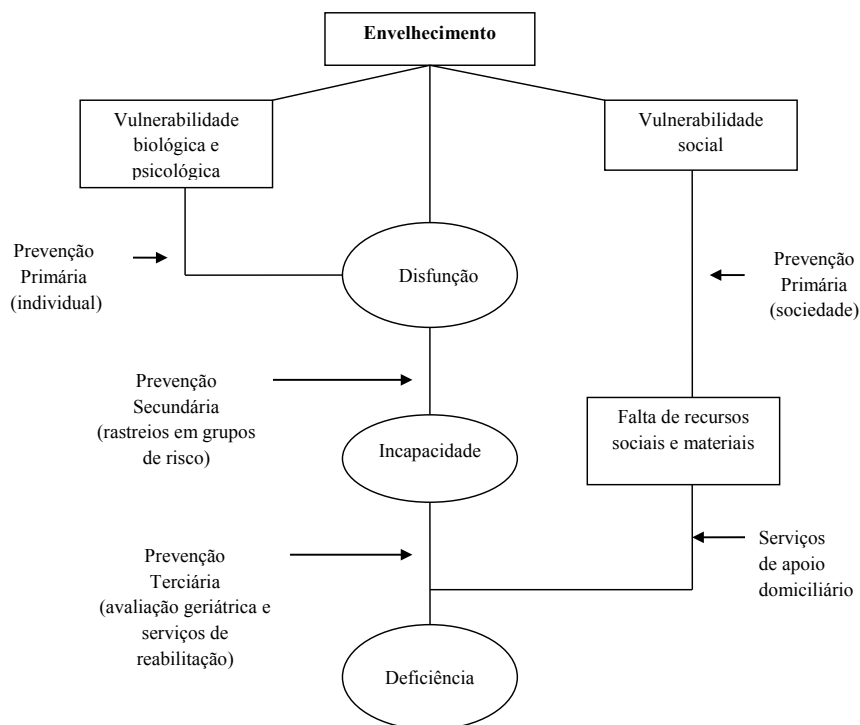 Envelhecimento
Vulnerabilidade
biológica e
psicológica
Vulnerabilidade
social
Prevenção
Primária
(individual)
Disfunção
Prevenção
Primária
(sociedade)
Prevenção
Secundária
(rastreios em grupos
de risco)
Incapacidade
Falta de recursos
sociais e materiais
Prevenção
Terciária
(avaliação geriátrica e
serviços de
reabilitação)
Serviços
de apoio
domiciliário
Deficiência